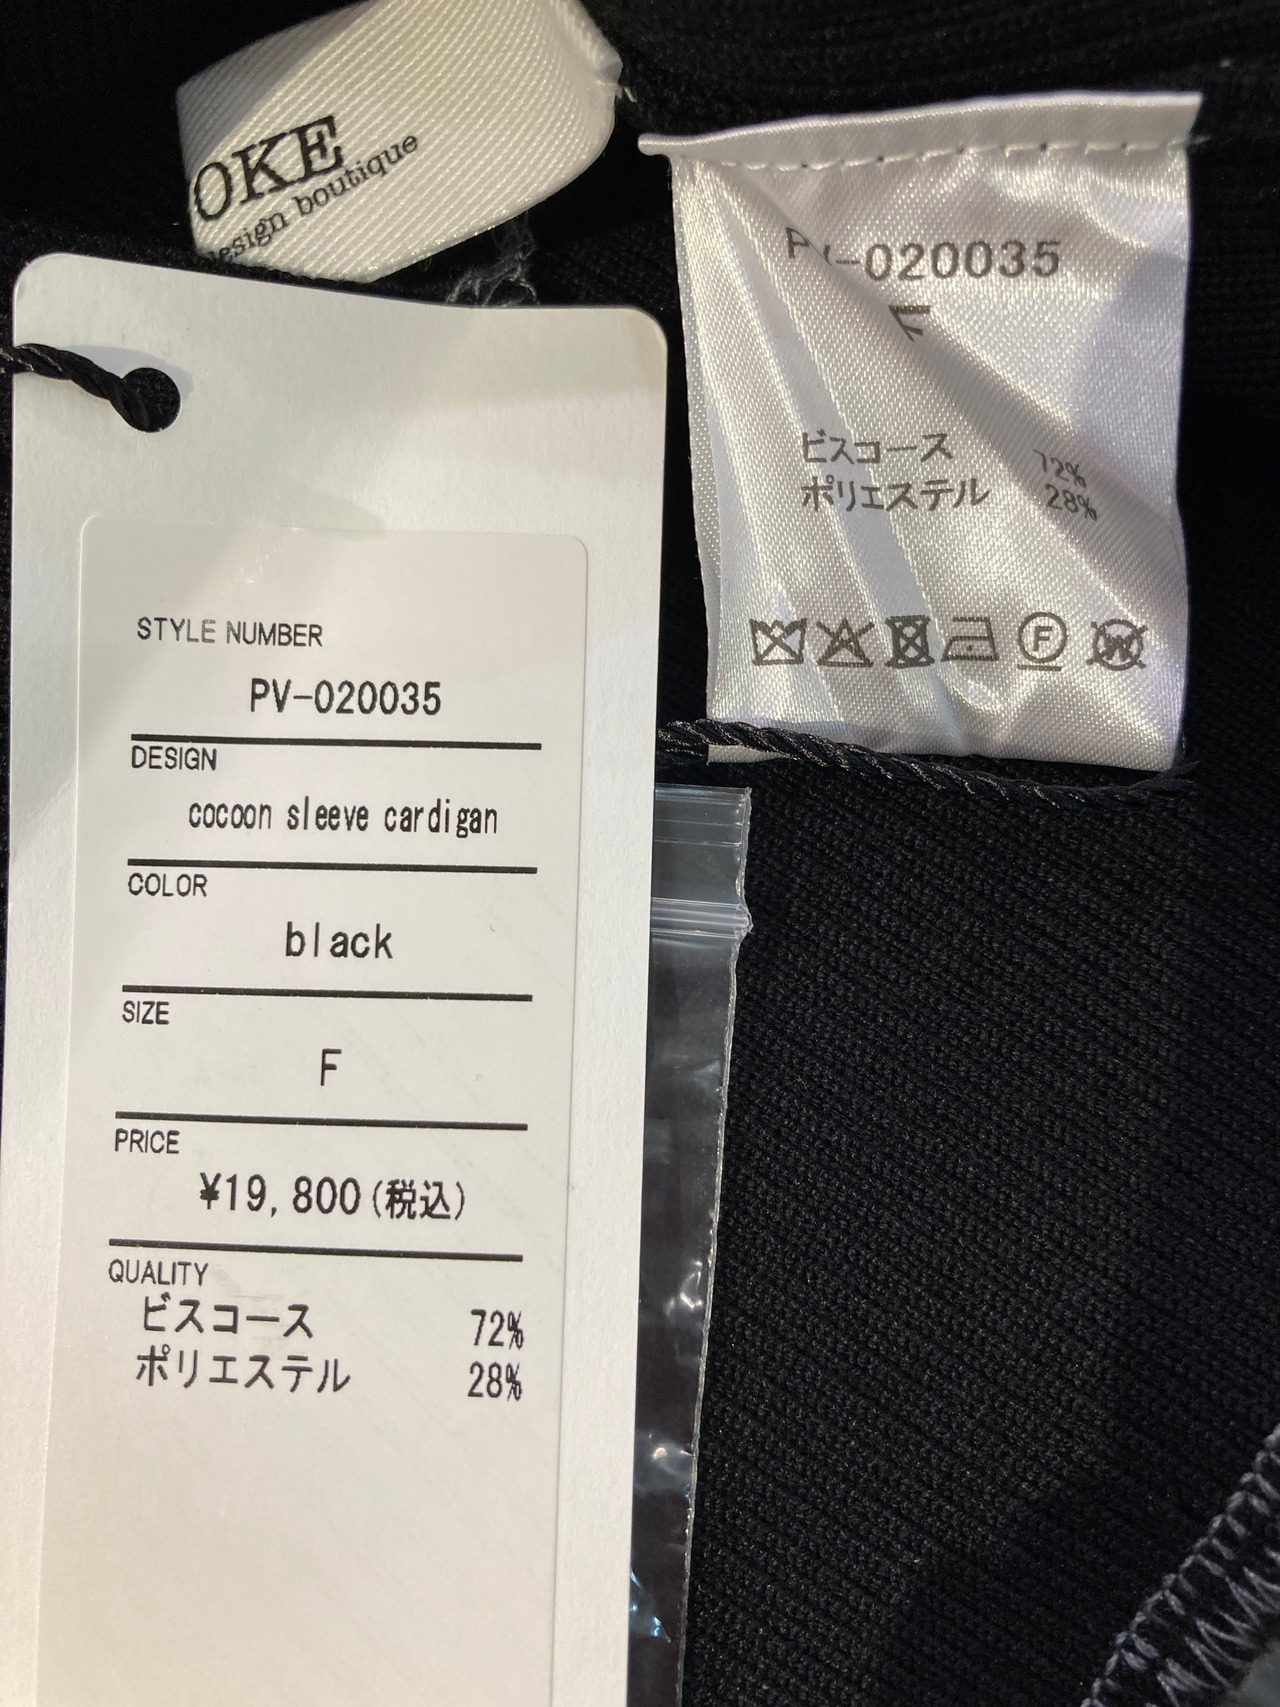 OKE
design boutique
PV-020035
F
ビスコース 72%
ポリエステル 28%
F
W
STYLE NUMBER
PV-020035
DESIGN
cocoon sleeve cardigan
COLOR
black
SIZE
F
PRICE
¥19,800(税込)
QUALITY
ビスコース 72%
ポリエステル 28%